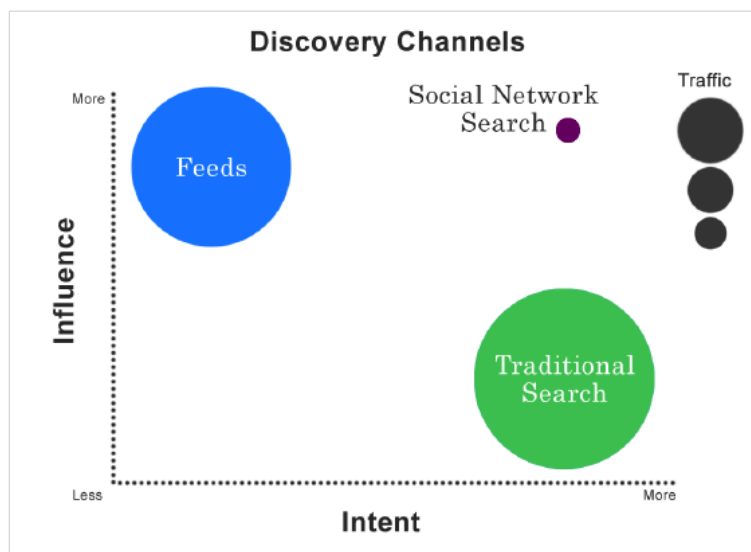 Discovery Channels
Traffic
More
Social Network
Search
Feeds
Influence
Traditional
Search
Less
More
Intent